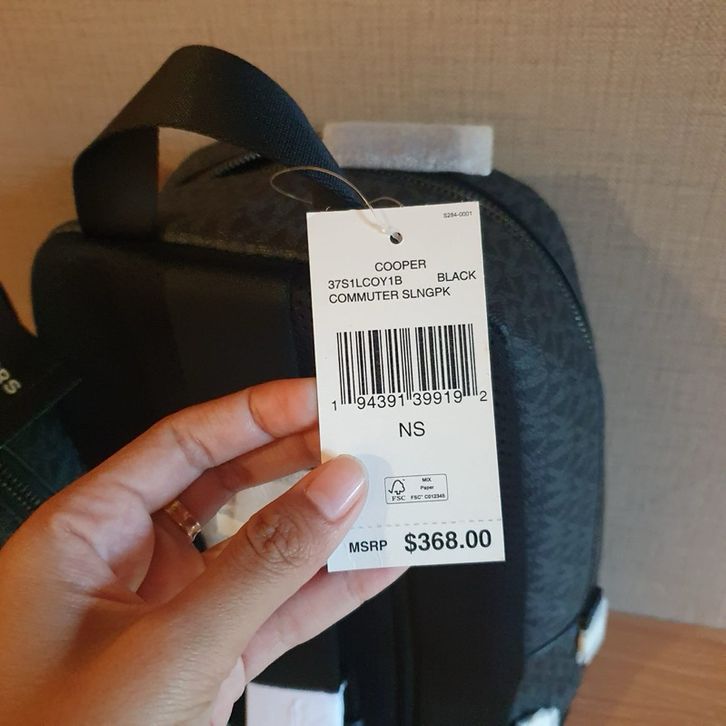 S284-0001
COOPER
37S1LCOY1B BLACK
COMMUTER SLNGPK
1 94391 39919 2
NS
MIX
Paper
FSC FSC® C012345
MSRP $368.00
RS